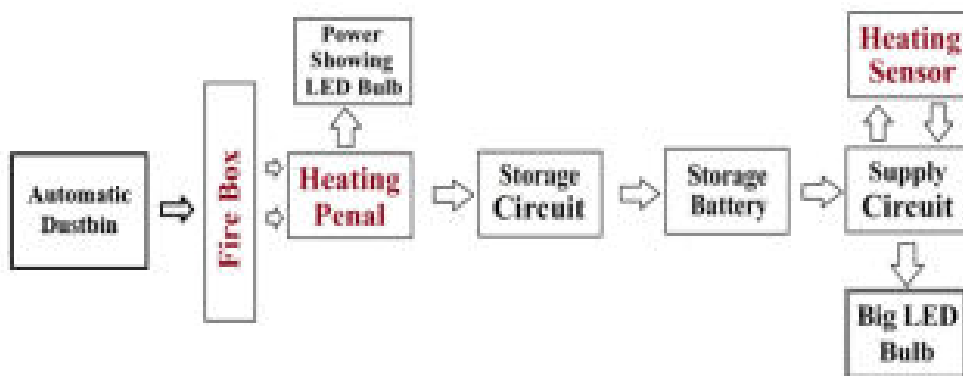 Power
Showing
LED Bulb
Heating
Sensor
Automatic
Dustbin
Fire Box
Heating
Penal
Storage
Circuit
Storage
Battery
Supply
Circuit
Big LED
Bulb